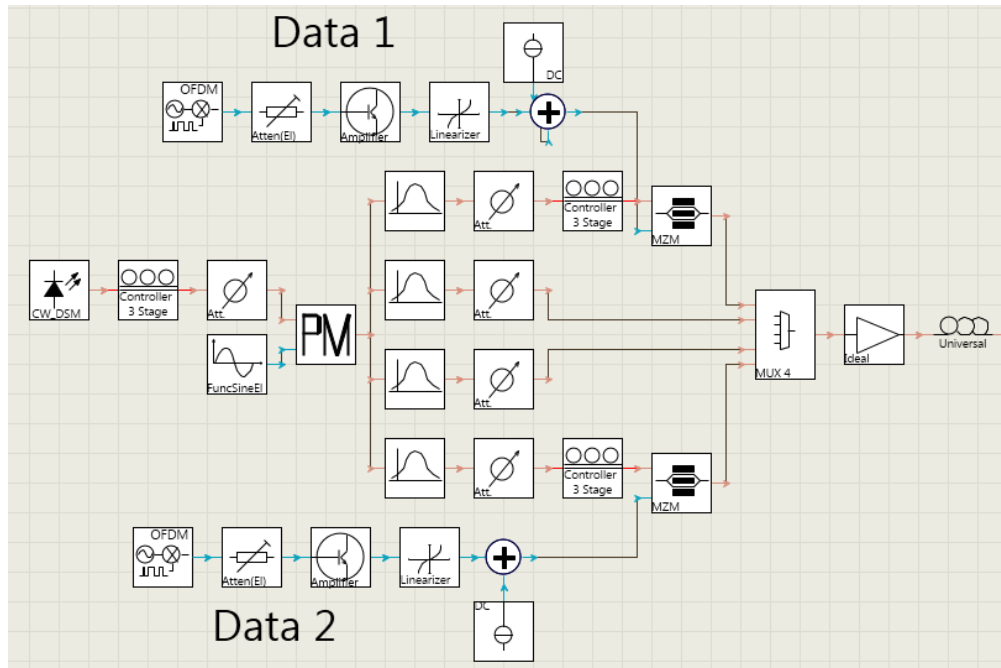 Data 1
DC
OFDM
Atten(El)
Amplifier
Linearizer
Att.
Controller
3 Stage
MZM
CW_DSM
Controller
3 Stage
Att.
FuncSineEl
PM
Att.
Att.
MUX 4
Ideal
Universal
Att.
Controller
3 Stage
MZM
OFDM
Atten(El)
Amplifier
Linearizer
DC
Data 2